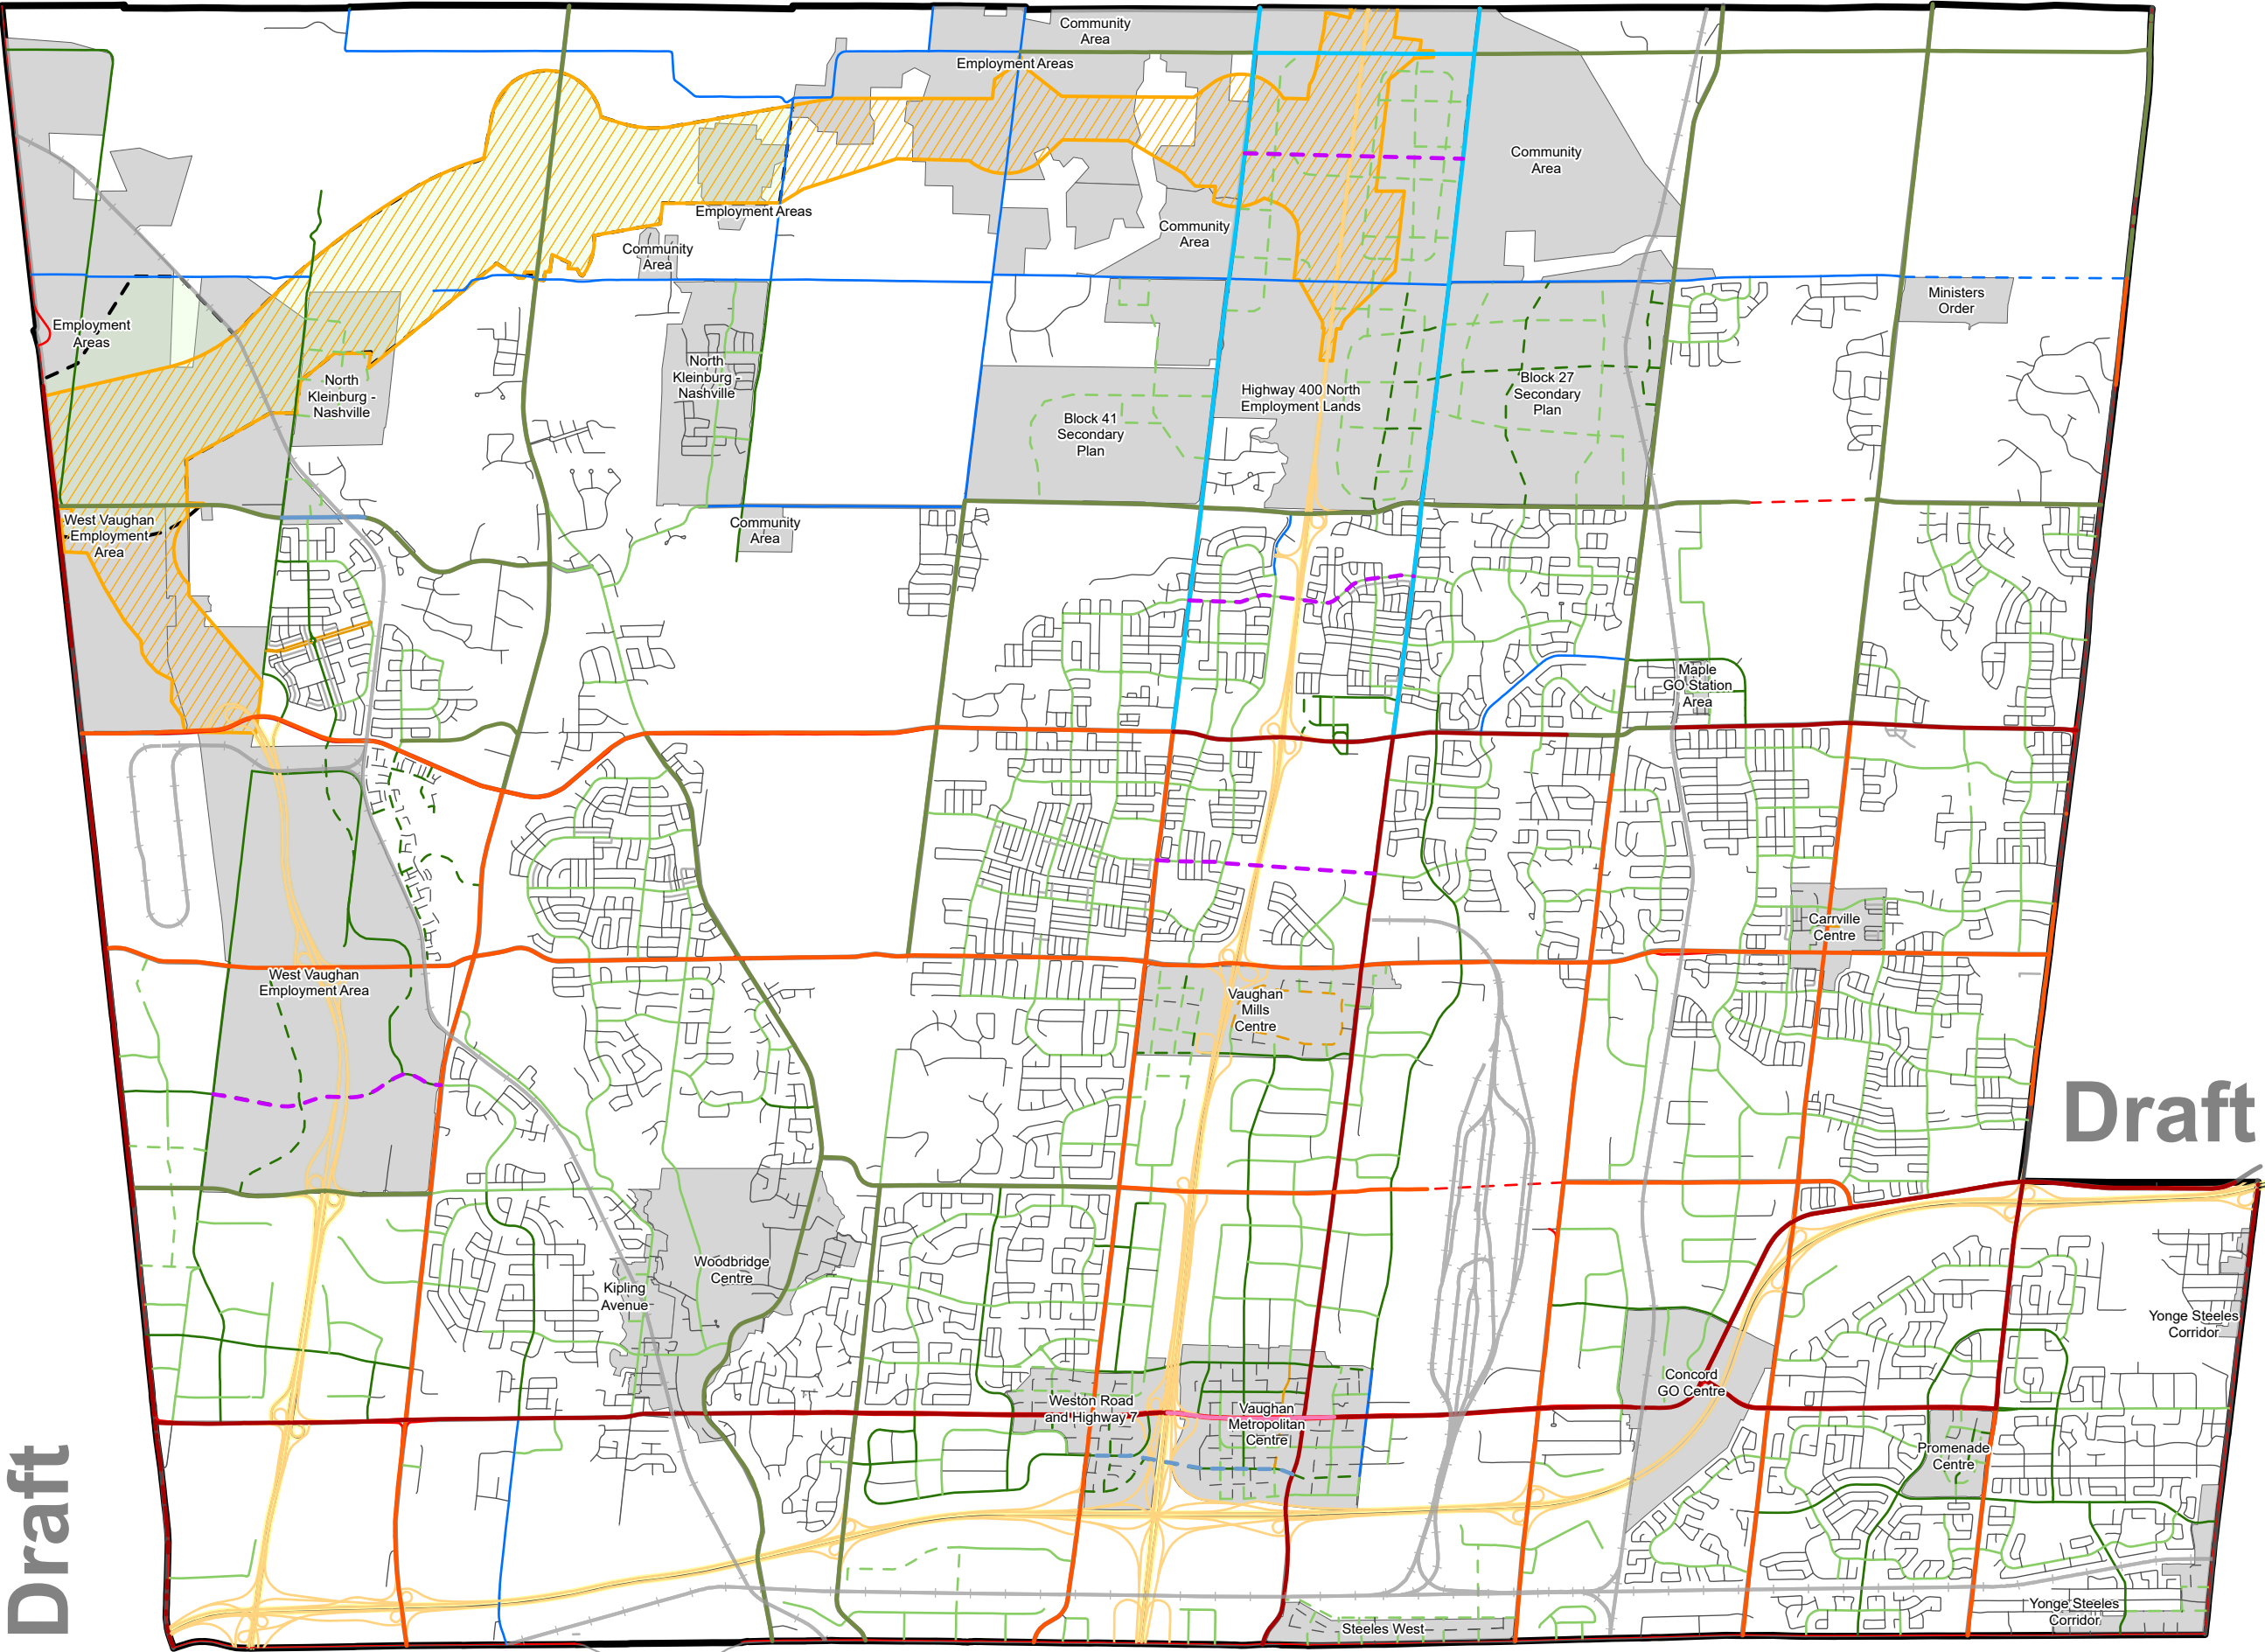 Community
Area
Employment Areas
Community
Area
Employment Areas
Community
Area
Community
Area
Ministers
Order
Employment
Areas
North
Kleinburg -
Nashville
North
Kleinburg -
Nashville
Highway 400 North
Employment Lands
Block 27
Secondary
Plan
Block 41
Secondary
Plan
West Vaughan
Employment
Area
Community
Area
Maple
GO Station
Area
Carrville
Centre
West Vaughan
Employment Area
Vaughan
Mills
Centre
Draft
Woodbridge
Centre
Kipling
Avenue
Yonge Steeles
Corridor
Concord
GO Centre
Weston Road
and Highway 7
Vaughan
Metropolitan
Centre
Promenade
Centre
Draft
Yonge Steeles
Corridor
Steeles West